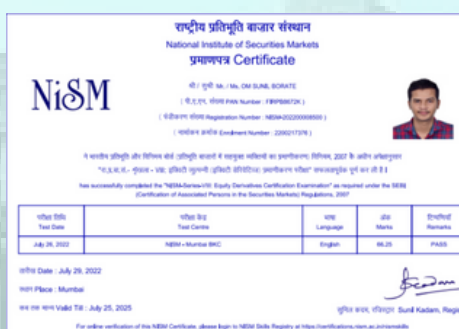 राष्ट्रीय प्रतिभूति बाजार संस्थान
National Institute of Securities Markets
प्रमाणपत्र Certificate
NiSM
श्री / सुश्री Mr. / Ms. OM SUNIL BORATE
( पी.ए.एन. संख्या PAN Number : )
( पंजीकरण संख्या Registration Number : )
( नामांकन क्रमांक Enrolment Number : 2200217378 )
has successfully completed the "NISM-Series-VIII: Equity Derivatives Certification Examination" as required under the SEBI
(Certification of Associated Persons in the Securities Markets) Regulations, 2007
परीक्षा तिथि परीक्षा केंद्र भाषा अंक टिप्पणियाँ
Test Date Test Centre Language Marks Remarks
July 26, 2022 NISM - Mumbai BKC English 66.25 PASS
तारीख Date : July 29, 2022
स्थान Place : Mumbai
कब तक मान्य Valid Till : July 25, 2025
सुनिल कदम, रजिस्ट्रार Sunil Kadam, Regi
For online verification of this NISM Certificate, please login to NISM Skills Registry at https://certifications.nism.ac.in/nismskills